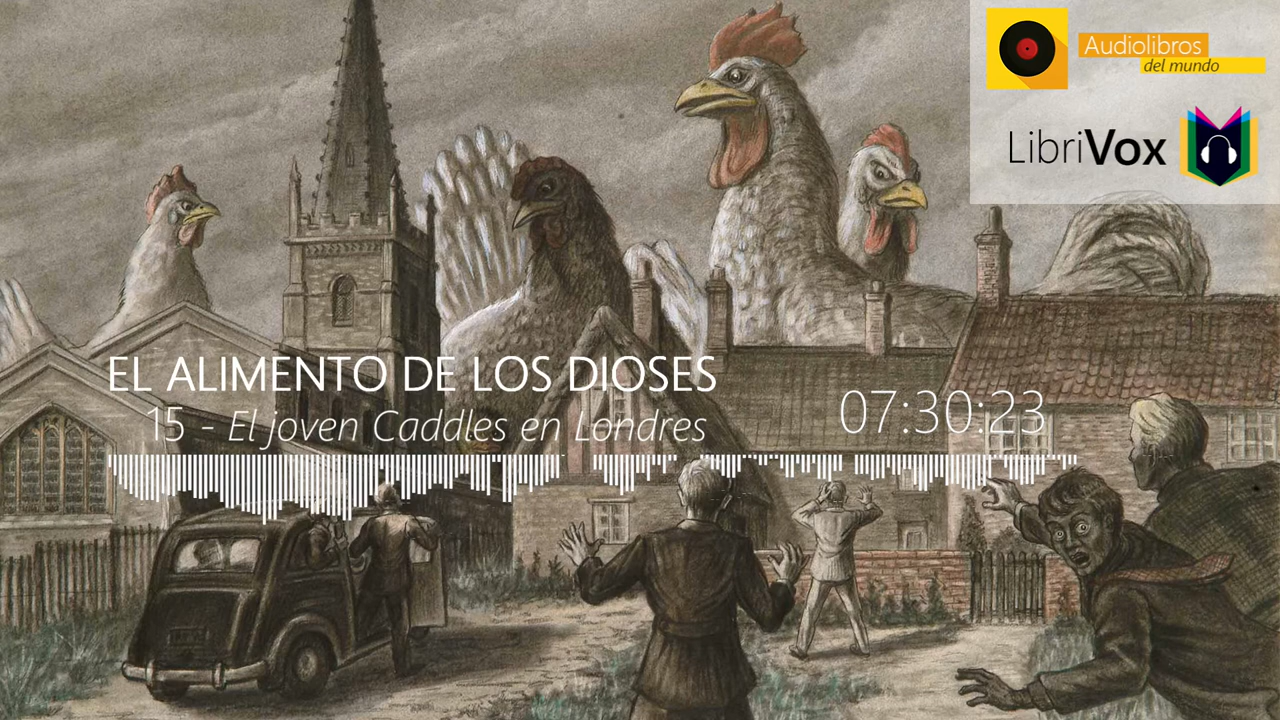 Audiolibros
del mundo
LibriVox
EL ALIMENTO DE LOS DIOSES
15 - El joven Caddles en Londres
07:30:23